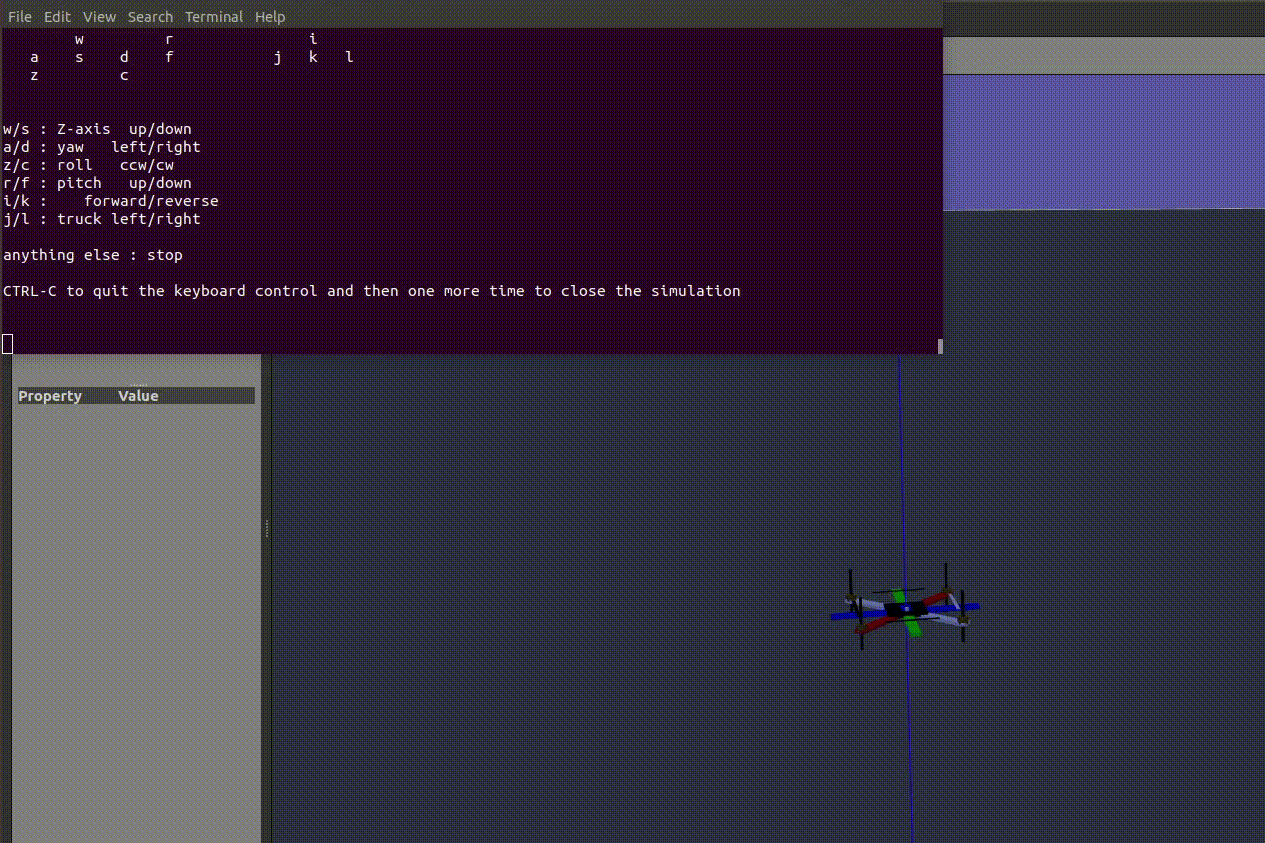 File Edit View Search Terminal Help
w r i
a s d f j k l
z c
w/s : Z-axis up/down
a/d : yaw left/right
z/c : roll ccw/cw
r/f : pitch up/down
i/k : forward/reverse
j/l : truck left/right
anything else : stop
CTRL-C to quit the keyboard control and then one more time to close the simulation
Property Value